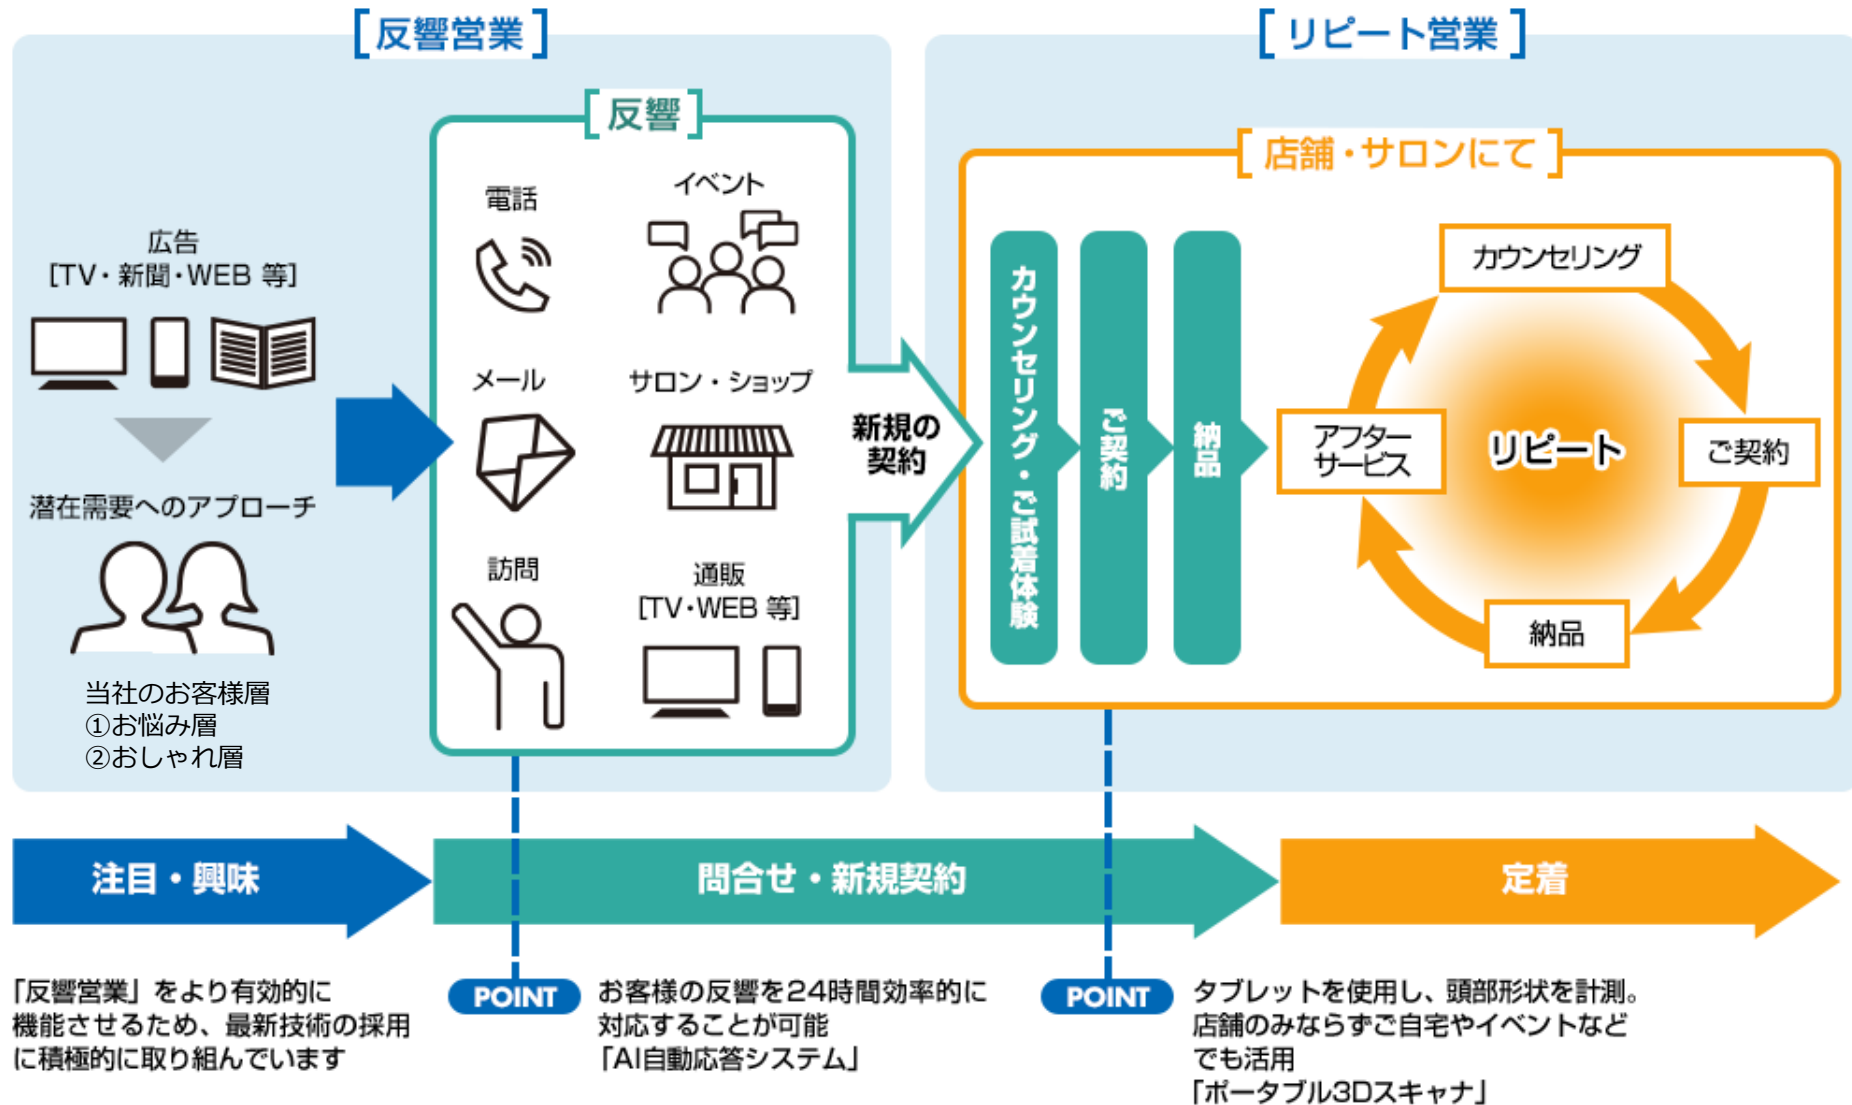 [反響営業]
広告
[TV・新聞・WEB 等]
潜在需要へのアプローチ
当社のお客様層
①お悩み層
②おしゃれ層
[反響]
電話
イベント
メール
サロン・ショップ
訪問
通販
[TV・WEB 等]
新規の
契約
[リピート営業]
[店舗・サロンにて]
カウンセリング・ご試着体験
ご契約
納品
カウンセリング
ご契約
納品
アフター
サービス
リピート
注目・興味
問合せ・新規契約
定着
「反響営業」をより有効的に
機能させるため、最新技術の採用
に積極的に取り組んでいます
POINT
お客様の反響を24時間効率的に
対応することが可能
「AI自動応答システム」
POINT
タブレットを使用し、頭部形状を計測。
店舗のみならずご自宅やイベントなど
でも活用
「ポータブル3Dスキャナ」